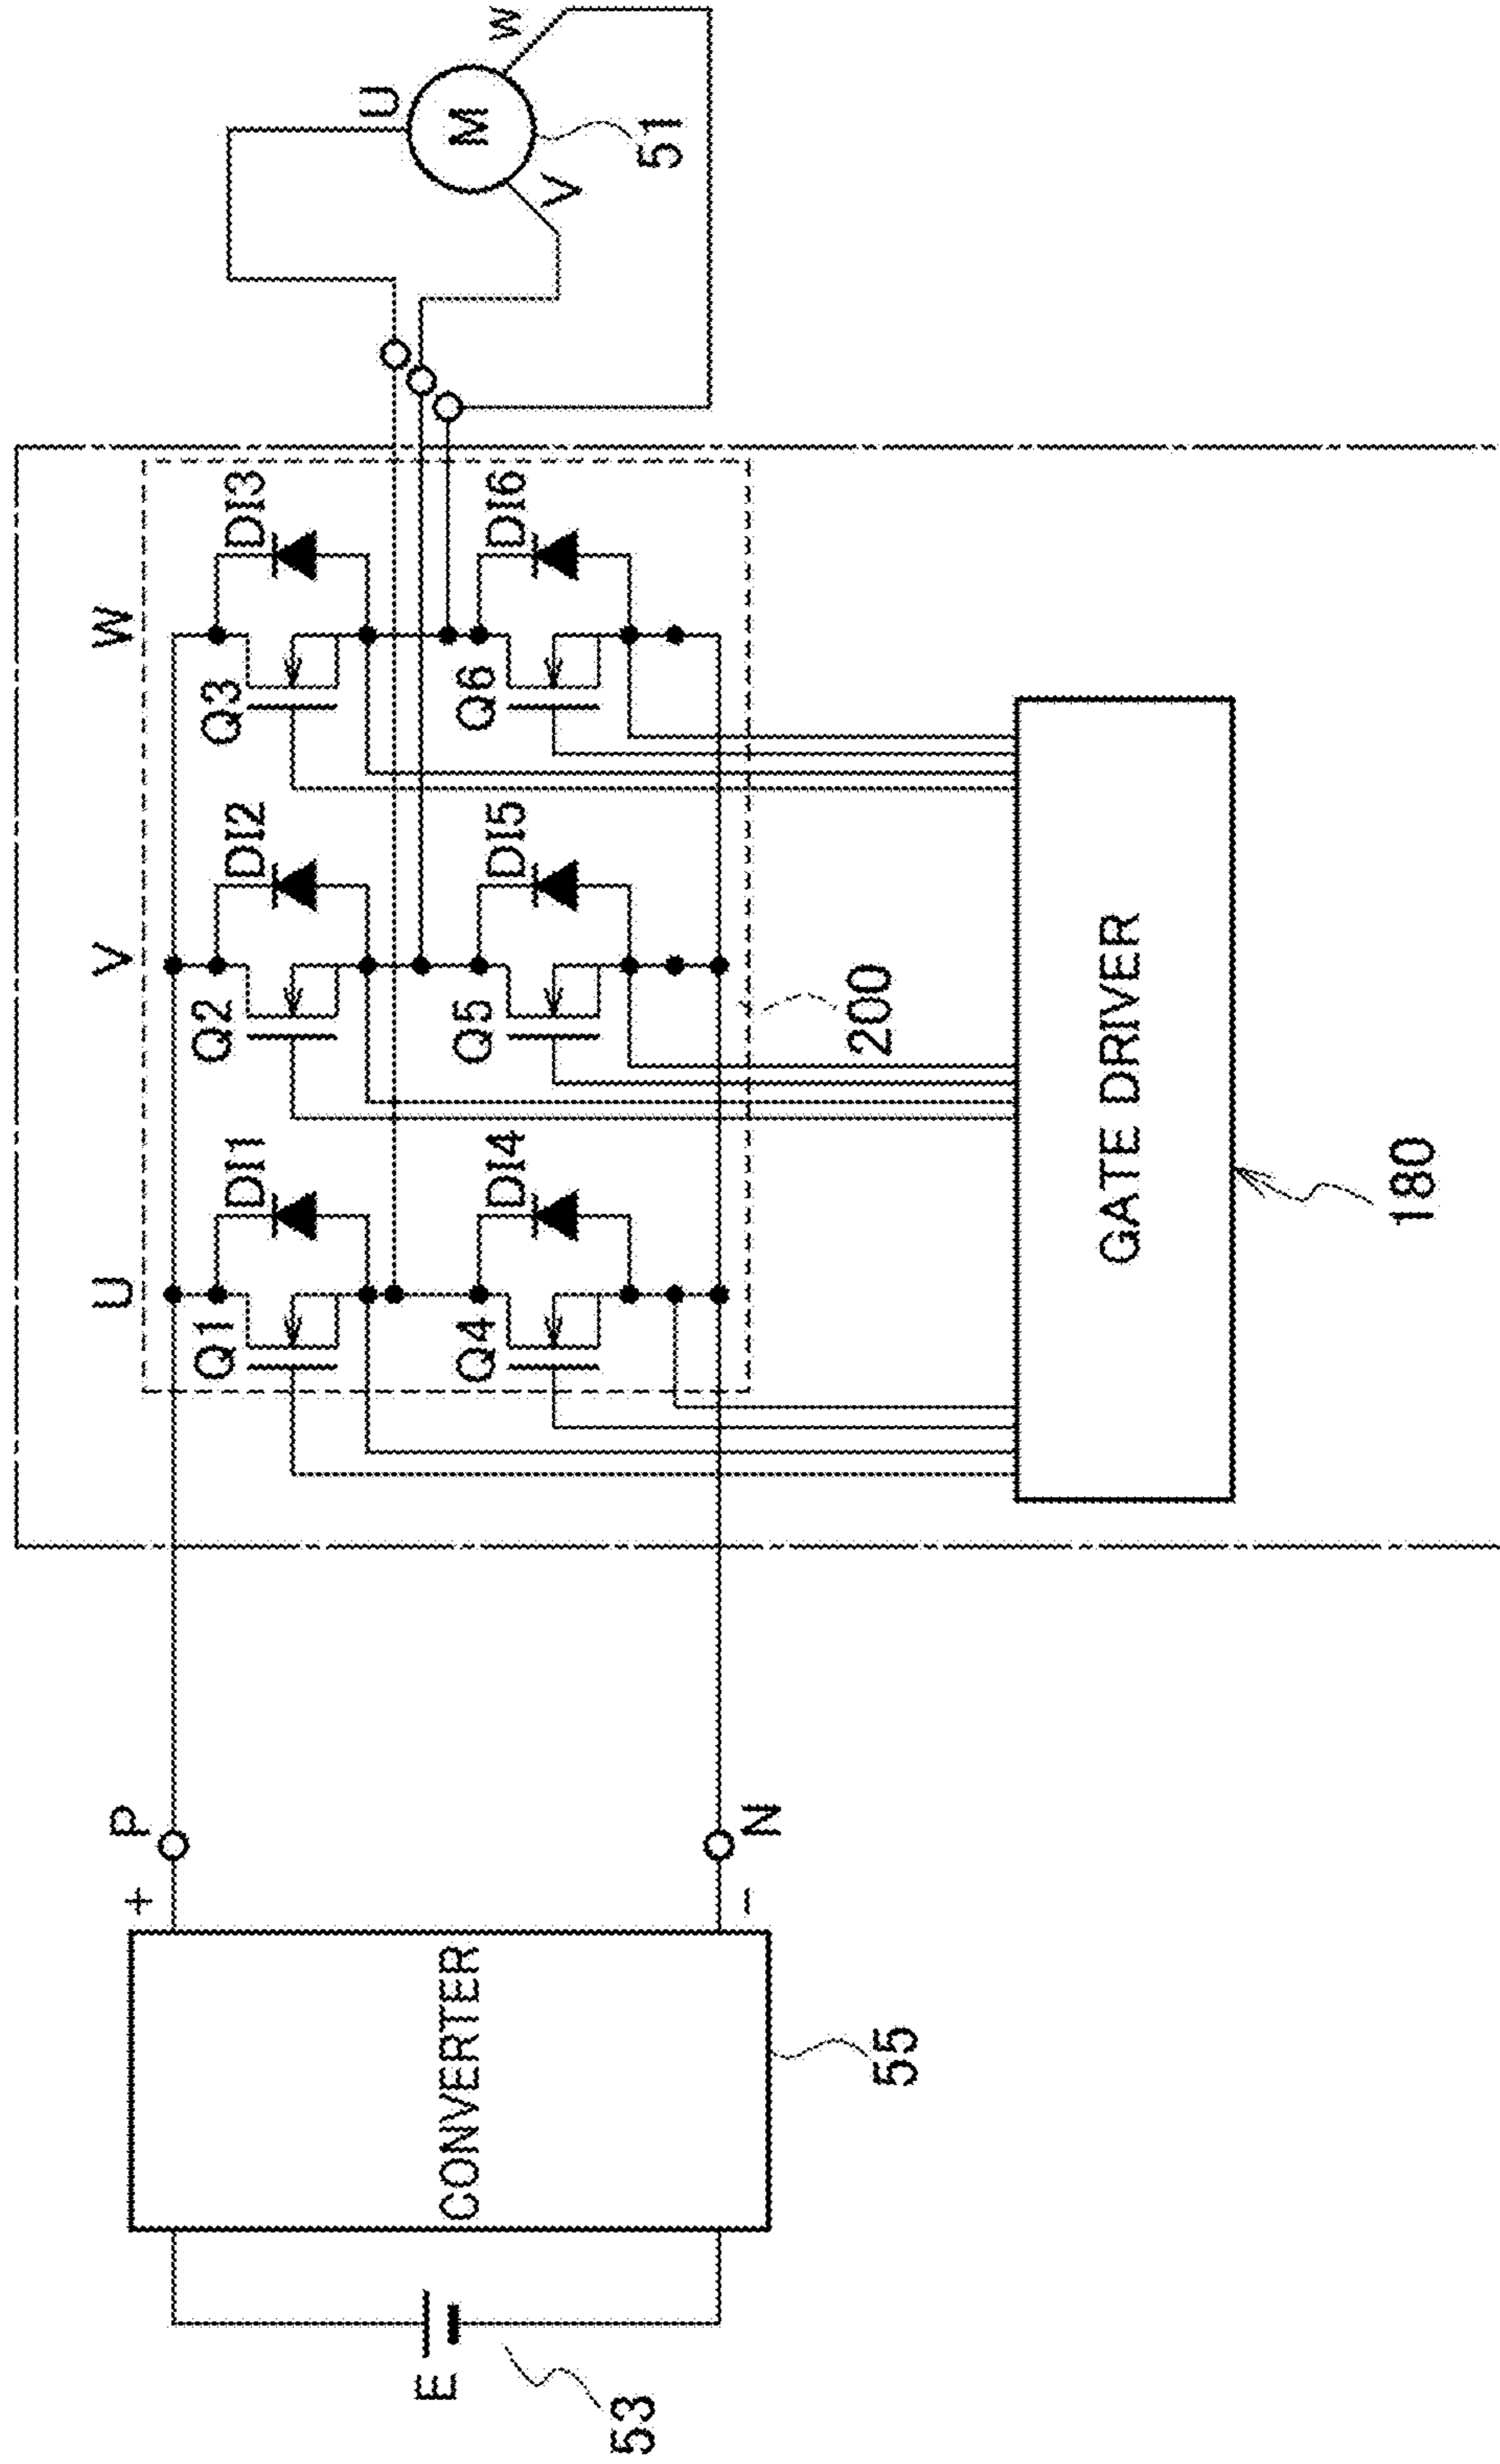 U
V
W
Q1
DI1
Q2
DI2
Q3
DI3
Q4
DI4
Q5
DI5
Q6
DI6
P
+
CONVERTER
E
53
55
−
N
200
U
M
V
W
51
GATE DRIVER
180